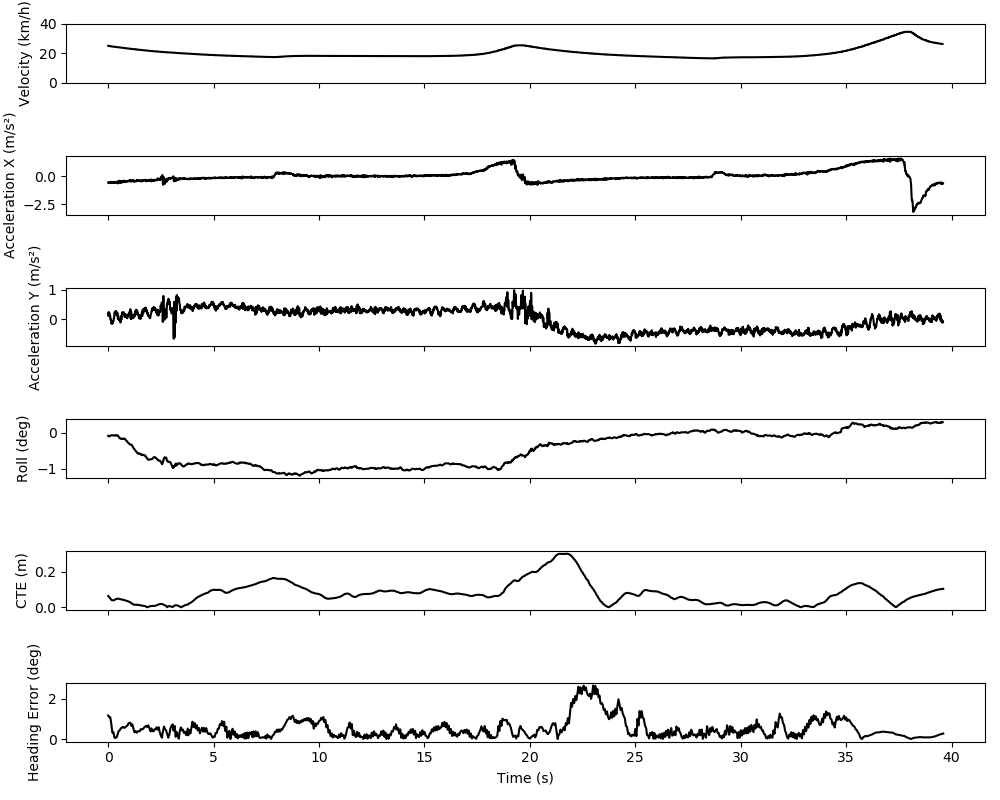 Velocity (km/h)
40
20
0
Acceleration X (m/s²)
0.0
−2.5
Acceleration Y (m/s²)
1
0
Roll (deg)
0
−1
CTE (m)
0.2
0.0
Heading Error (deg)
2
0
0 5 10 15 20 25 30 35 40
Time (s)